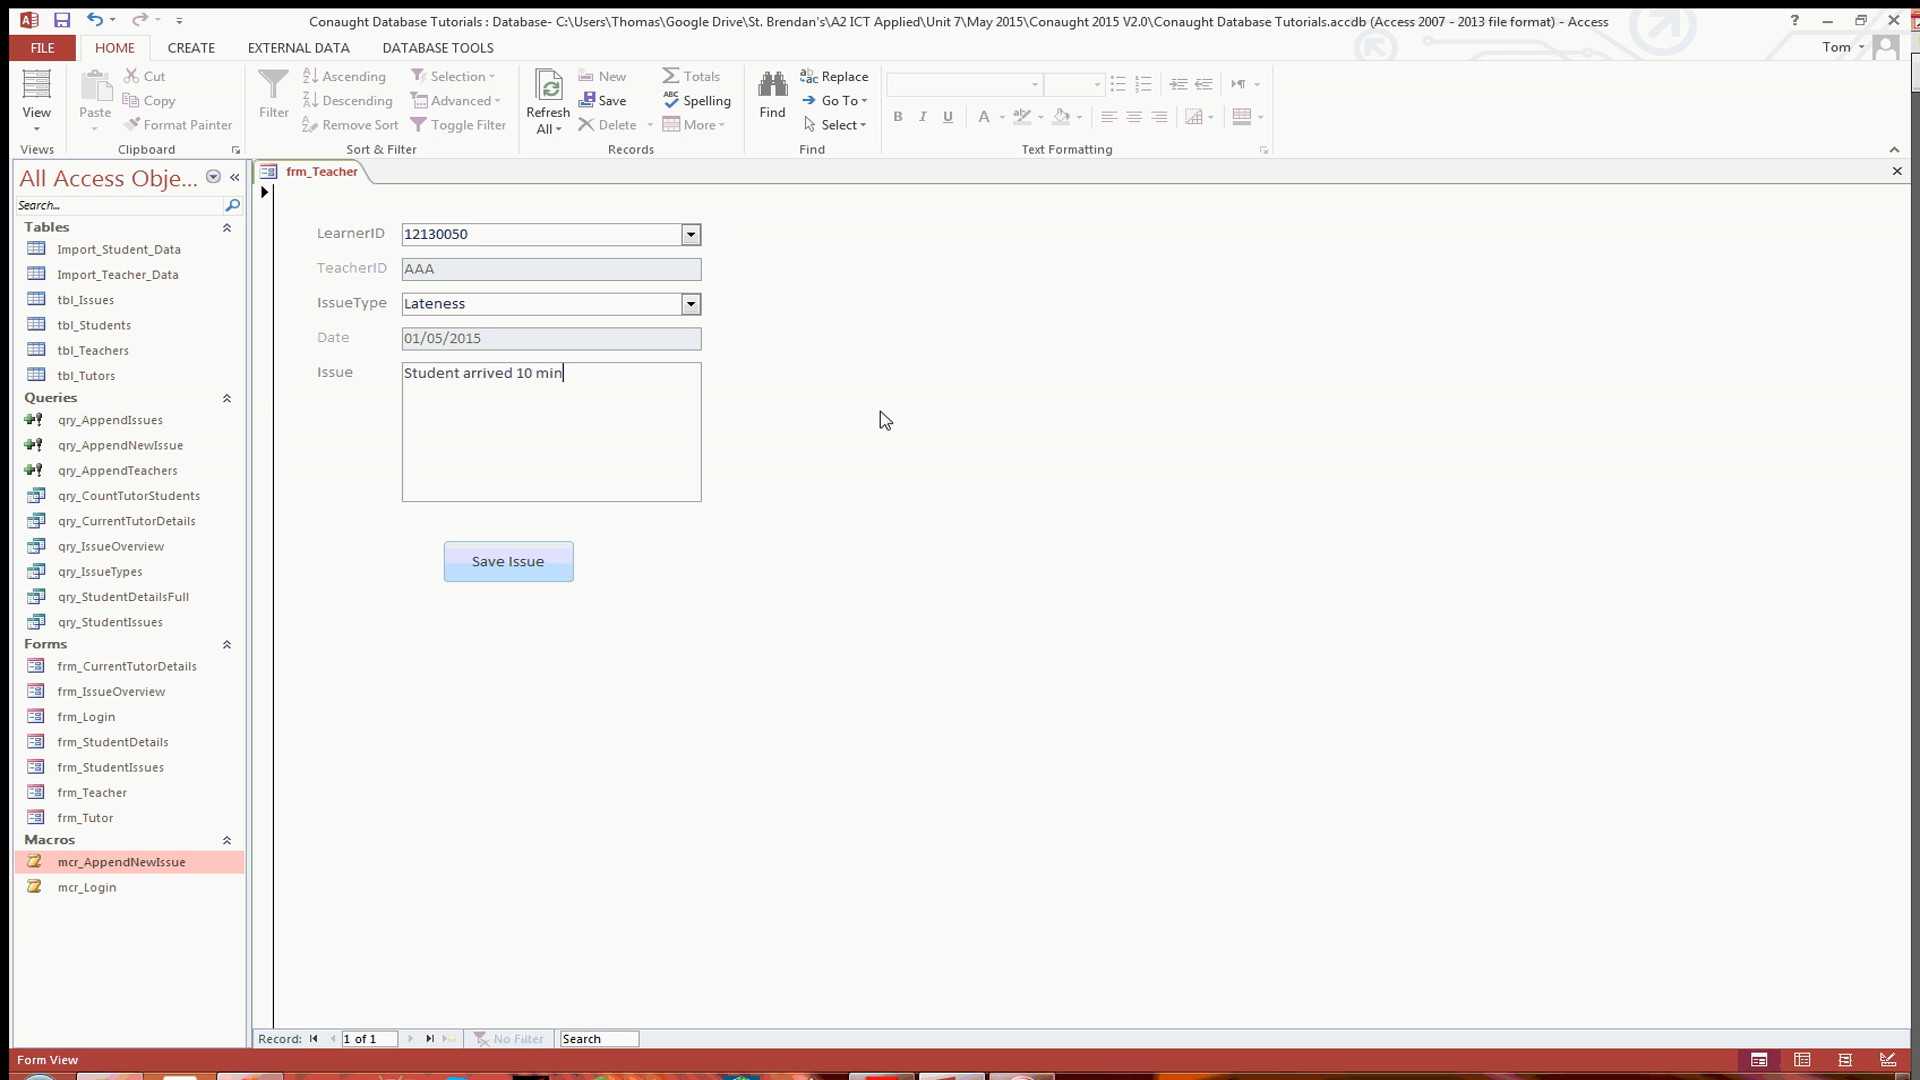 Conaught Database Tutorials : Database- C:\Users\Thomas\Google Drive\St. Brendan's\A2 ICT Applied\Unit 7\May 2015\Conaught 2015 V2.0\Conaught Database Tutorials.accdb (Access 2007 - 2013 file format) - Access
FILE HOME CREATE EXTERNAL DATA DATABASE TOOLS Tom
View
Views
Paste
Cut
Copy
Format Painter
Clipboard
Filter
Ascending
Descending
Remove Sort
Selection
Advanced
Toggle Filter
Sort & Filter
Refresh
All
New
Save
Delete
Totals
Spelling
More
Records
Find
Replace
Go To
Select
Find
B I U A
Text Formatting
All Access Obje...
Search...
Tables
Import_Student_Data
Import_Teacher_Data
tbl_Issues
tbl_Students
tbl_Teachers
tbl_Tutors
Queries
qry_AppendIssues
qry_AppendNewIssue
qry_AppendTeachers
qry_CountTutorStudents
qry_CurrentTutorDetails
qry_IssueOverview
qry_IssueTypes
qry_StudentDetailsFull
qry_StudentIssues
Forms
frm_CurrentTutorDetails
frm_IssueOverview
frm_Login
frm_StudentDetails
frm_StudentIssues
frm_Teacher
frm_Tutor
Macros
mcr_AppendNewIssue
mcr_Login
frm_Teacher
LearnerID 12130050
TeacherID AAA
IssueType Lateness
Date 01/05/2015
Issue Student arrived 10 min
Save Issue
Record: 1 of 1 No Filter Search
Form View